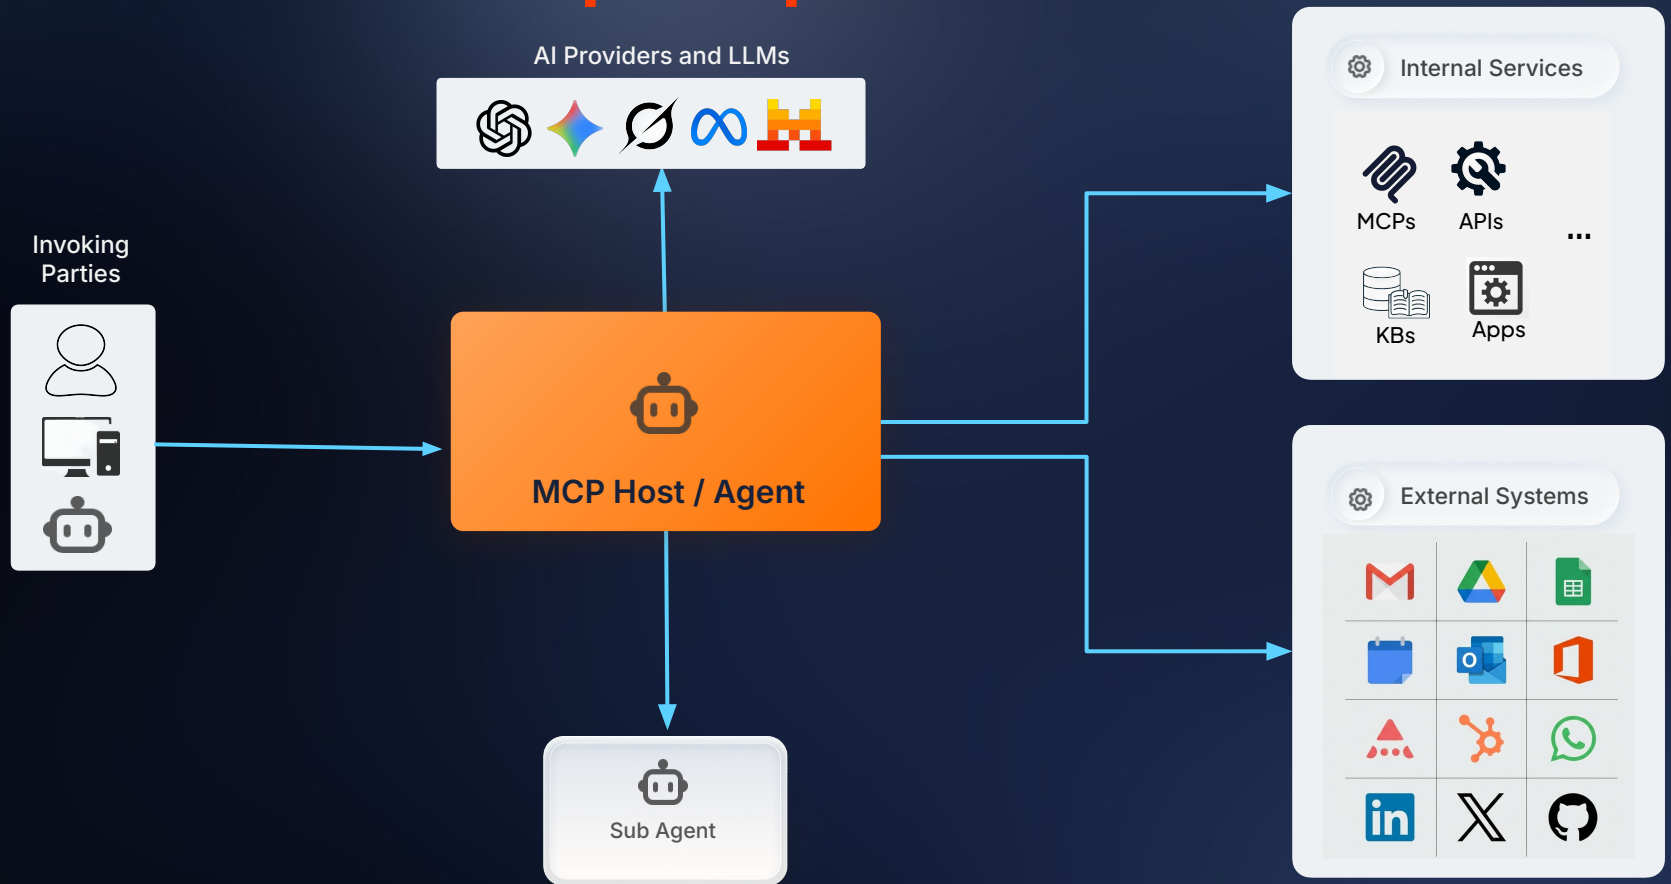 AI Providers and LLMs
Invoking
Parties
MCP Host / Agent
Sub Agent
Internal Services
MCPs
APIs
...
KBs
Apps
External Systems
O
in
X